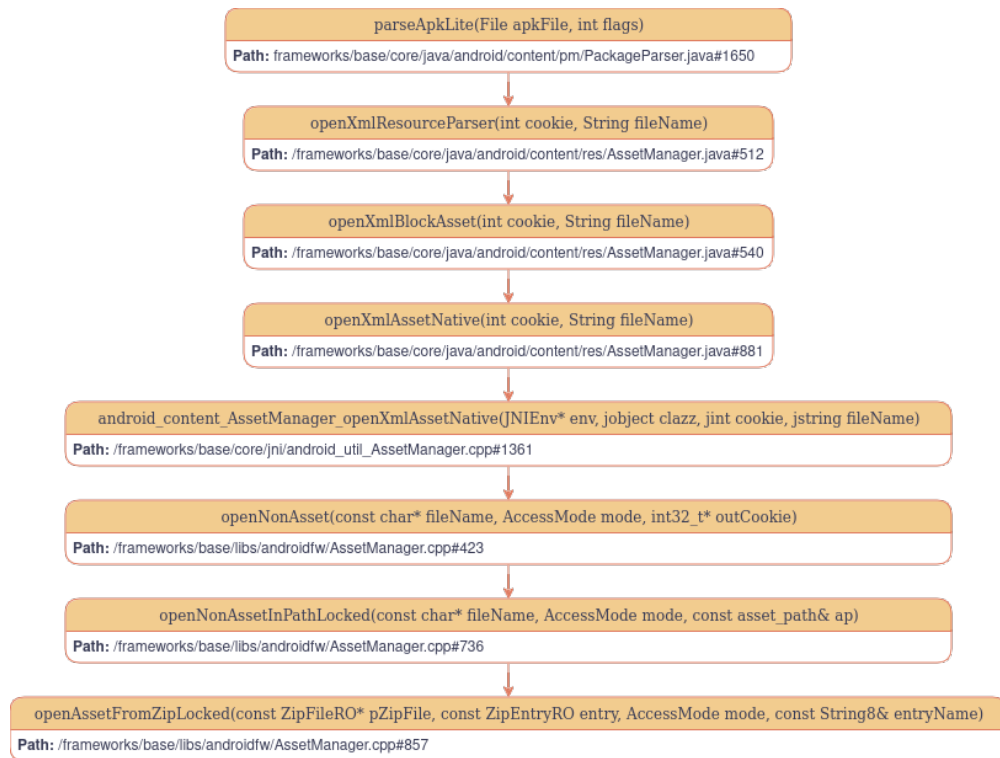 parseApkLite(File apkFile, int flags)
Path: frameworks/base/core/java/android/content/pm/PackageParser.java#1650
openXmlResourceParser(int cookie, String fileName)
Path: /frameworks/base/core/java/android/content/res/AssetManager.java#512
openXmlBlockAsset(int cookie, String fileName)
Path: /frameworks/base/core/java/android/content/res/AssetManager.java#540
openXmlAssetNative(int cookie, String fileName)
Path: /frameworks/base/core/java/android/content/res/AssetManager.java#881
android_content_AssetManager_openXmlAssetNative(JNIEnv* env, jobject clazz, jint cookie, jstring fileName)
Path: /frameworks/base/core/jni/android_util_AssetManager.cpp#1361
openNonAsset(const char* fileName, AccessMode mode, int32_t* outCookie)
Path: /frameworks/base/libs/androidfw/AssetManager.cpp#423
openNonAssetInPathLocked(const char* fileName, AccessMode mode, const asset_path& ap)
Path: /frameworks/base/libs/androidfw/AssetManager.cpp#736
openAssetFromZipLocked(const ZipFileRO* pZipFile, const ZipEntryRO entry, AccessMode mode, const String8& entryName)
Path: /frameworks/base/libs/androidfw/AssetManager.cpp#857